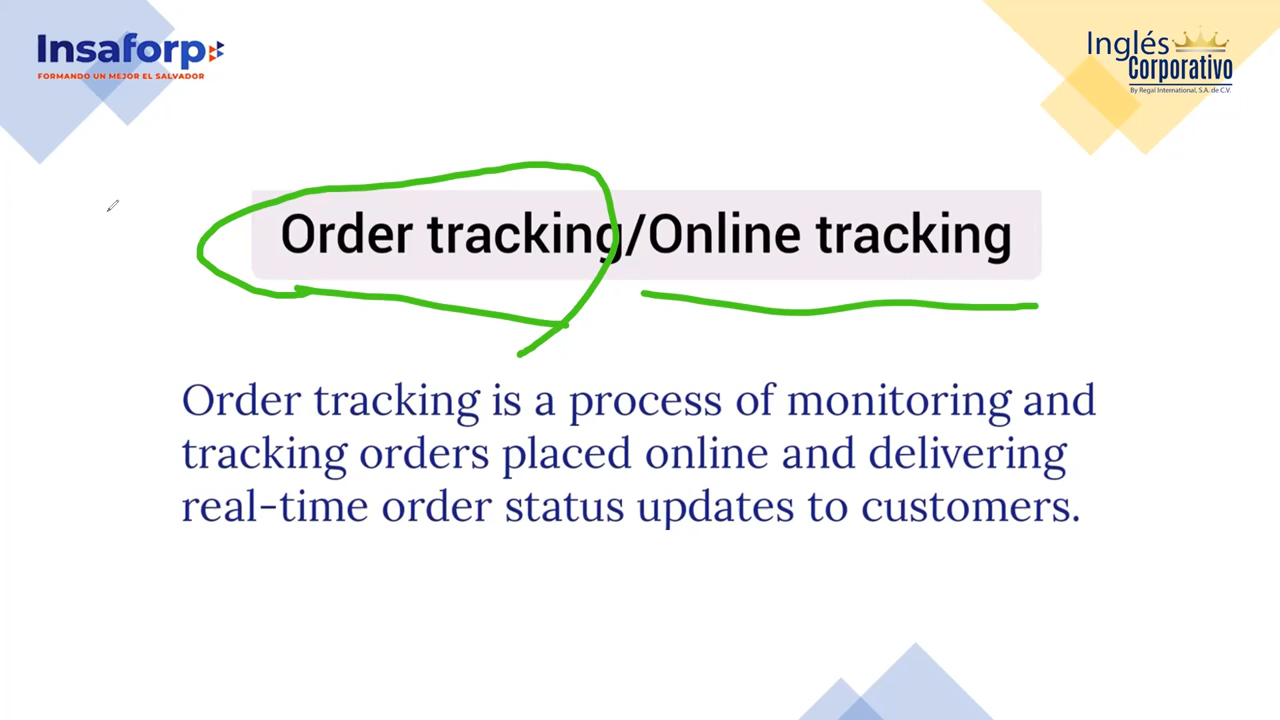 Insaforp
FORMANDO UN MEJOR EL SALVADOR
Inglés
Corporativo
By Regal International, S.A. de C.V.
Order tracking/Online tracking
Order tracking is a process of monitoring and
tracking orders placed online and delivering
real-time order status updates to customers.